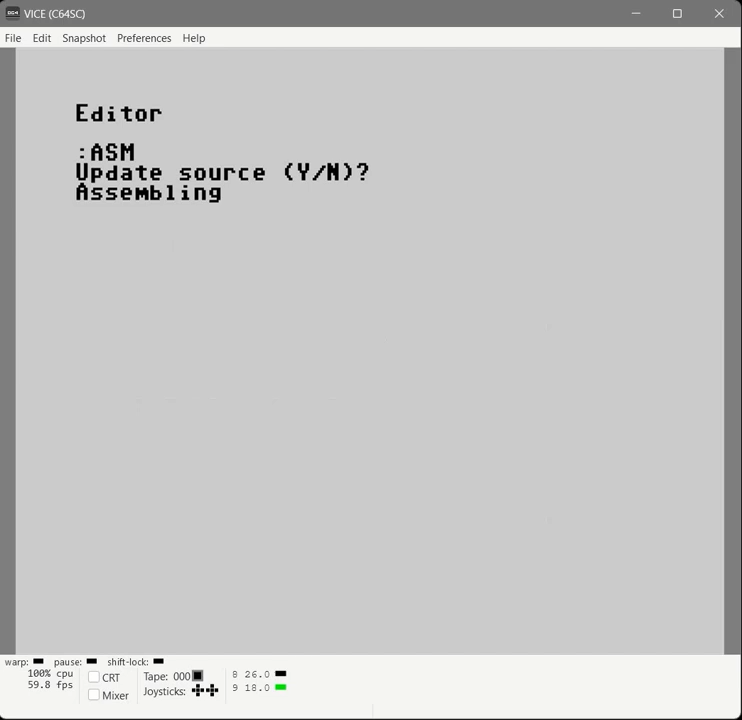 VICE (C64SC)
File Edit Snapshot Preferences Help
Editor
:ASM
Update source (Y/N)?
Assembling
warp: pause: shift-lock:
100% cpu
59.8 fps
CRT
Mixer
Tape: 000
Joysticks:
8 26.0
9 18.0